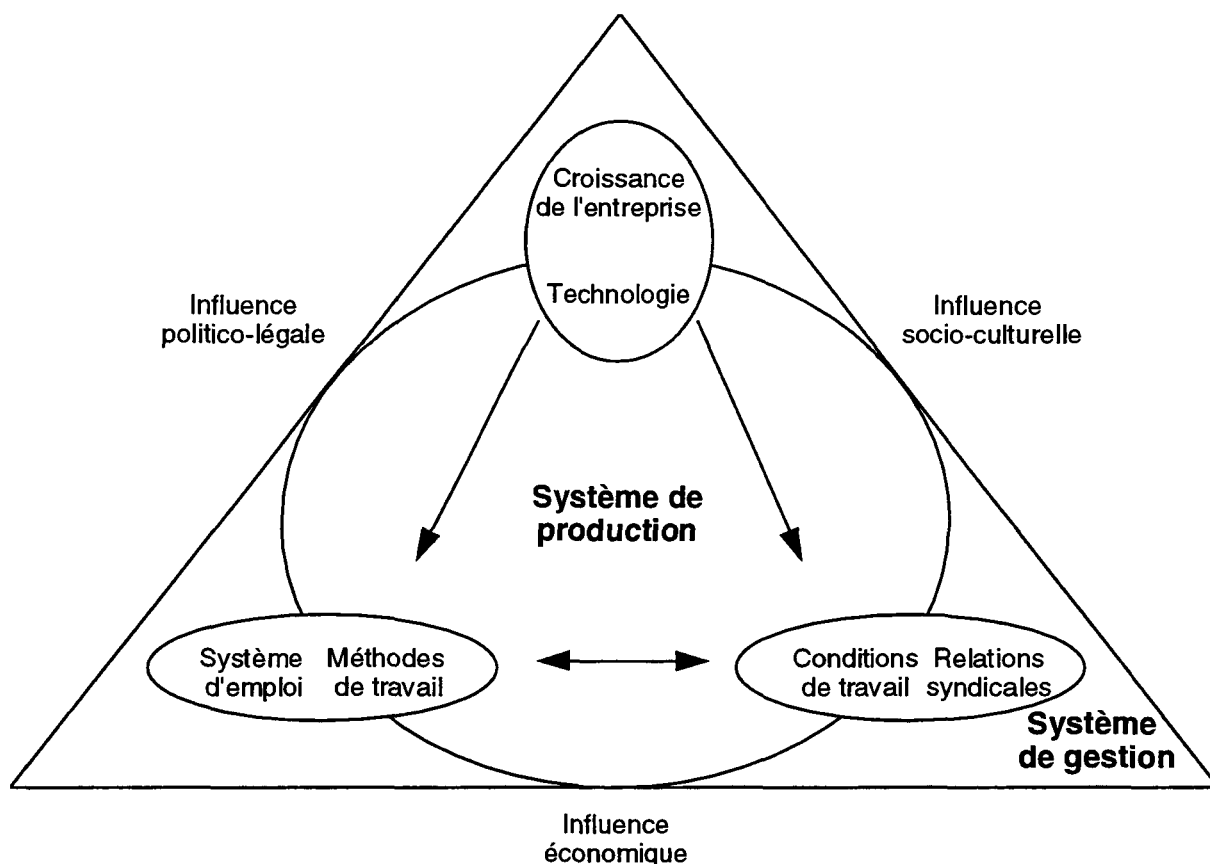 Croissance
de l'entreprise
Technologie
Influence
politico-légale
Influence
socio-culturelle
Système de
production
Système Méthodes
d'emploi de travail
Conditions Relations
de travail syndicales
Système
de gestion
Influence
économique